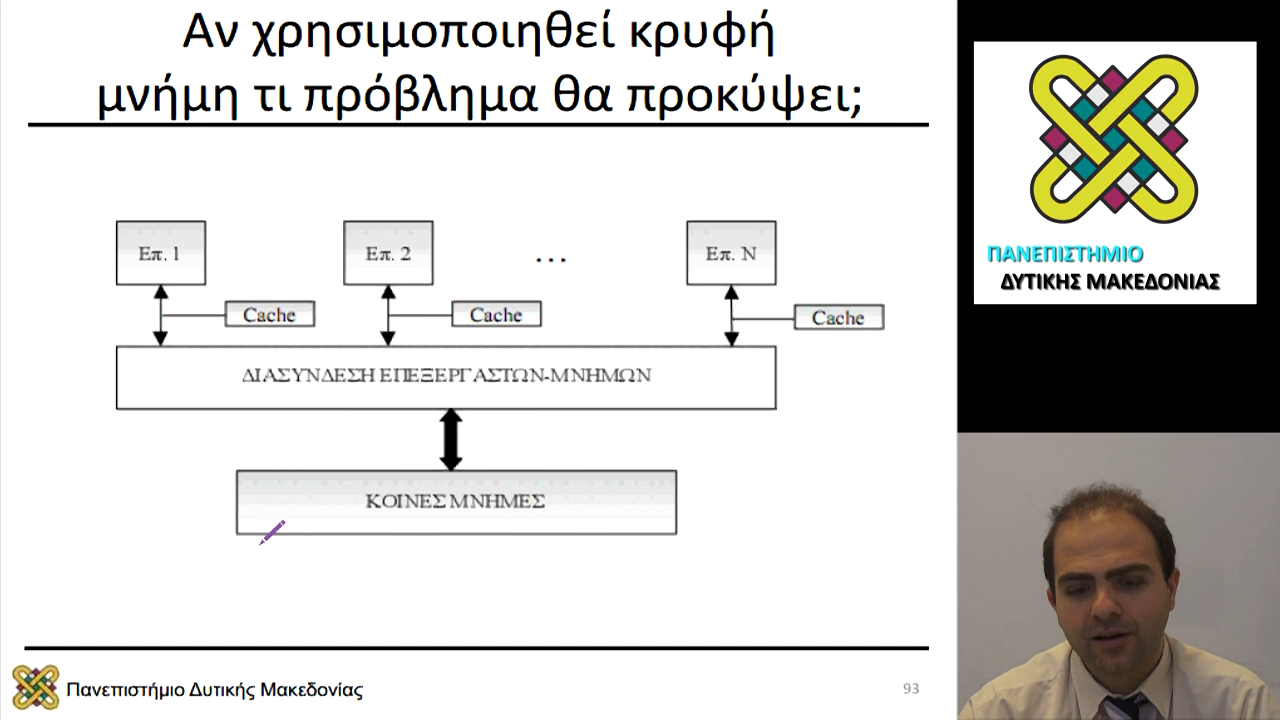 Αν χρησιμοποιηθεί κρυφή
μνήμη τι πρόβλημα θα προκύψει;
Επ. 1
Επ. 2
...
Επ. N
Cache
Cache
Cache
ΔΙΑΣΥΝΔΕΣΗ ΕΠΕΞΕΡΓΑΣΤΩΝ-ΜΝΗΜΩΝ
ΚΟΙΝΕΣ ΜΝΗΜΕΣ
Πανεπιστήμιο Δυτικής Μακεδονίας
93
ΠΑΝΕΠΙΣΤΗΜΙΟ
ΔΥΤΙΚΗΣ ΜΑΚΕΔΟΝΙΑΣ